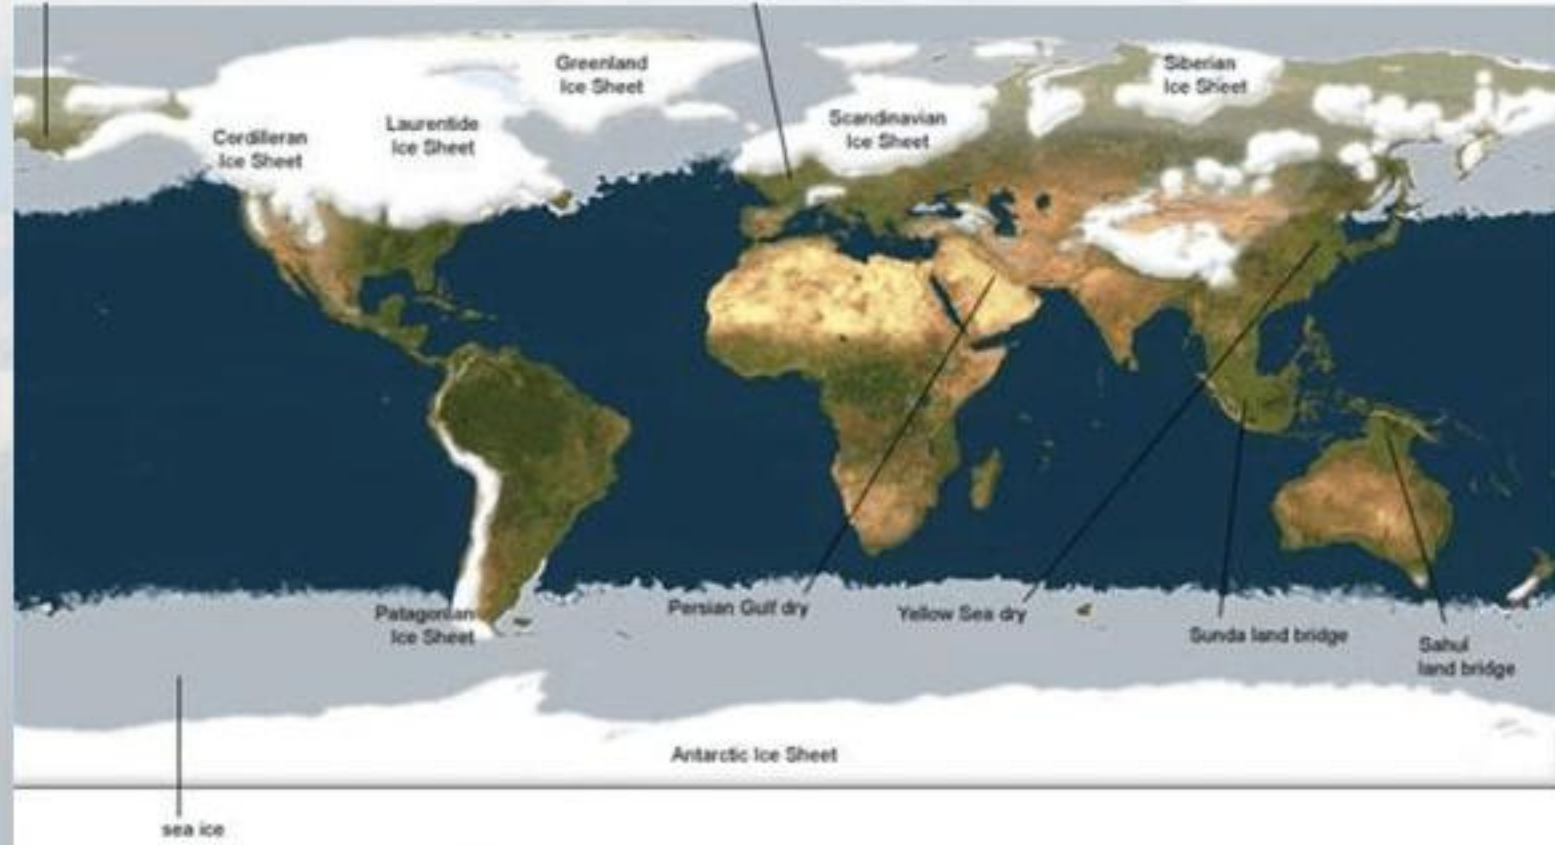 Greenland
Ice Sheet
Siberian
Ice Sheet
Scandinavian
Ice Sheet
Laurentide
Ice Sheet
Cordilleran
Ice Sheet
Patagonian
Ice Sheet
Persian Gulf dry
Yellow Sea dry
Sunda land bridge
Sahul
land bridge
Antarctic Ice Sheet
sea ice